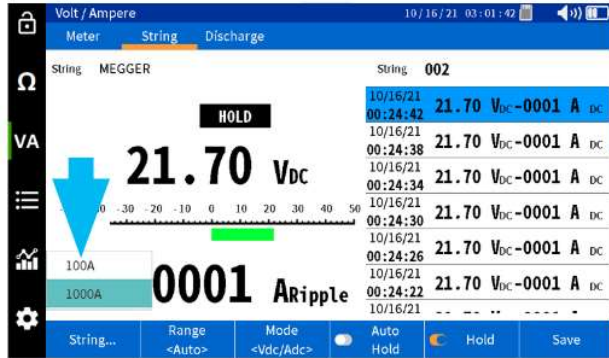 Volt / Ampere 10/16/21 03:01:42
Meter String Discharge
String MEGGER
String 002
HOLD
21.70 VDC
-30 -20 -10 0 10 20 30 40 50
100A
1000A
0001 ARipple
10/16/21
00:24:42 21.70 VDC-0001 A DC
10/16/21
00:24:38 21.70 VDC-0001 A DC
10/16/21
00:24:34 21.70 VDC-0001 A DC
10/16/21
00:24:30 21.70 VDC-0001 A DC
10/16/21
00:24:26 21.70 VDC-0001 A DC
10/16/21
00:24:22 21.70 VDC-0001 A DC
10/16/21
Ω
VA
String...
Range
<Auto>
Mode
<Vdc/Adc>
Auto
Hold
Hold
Save